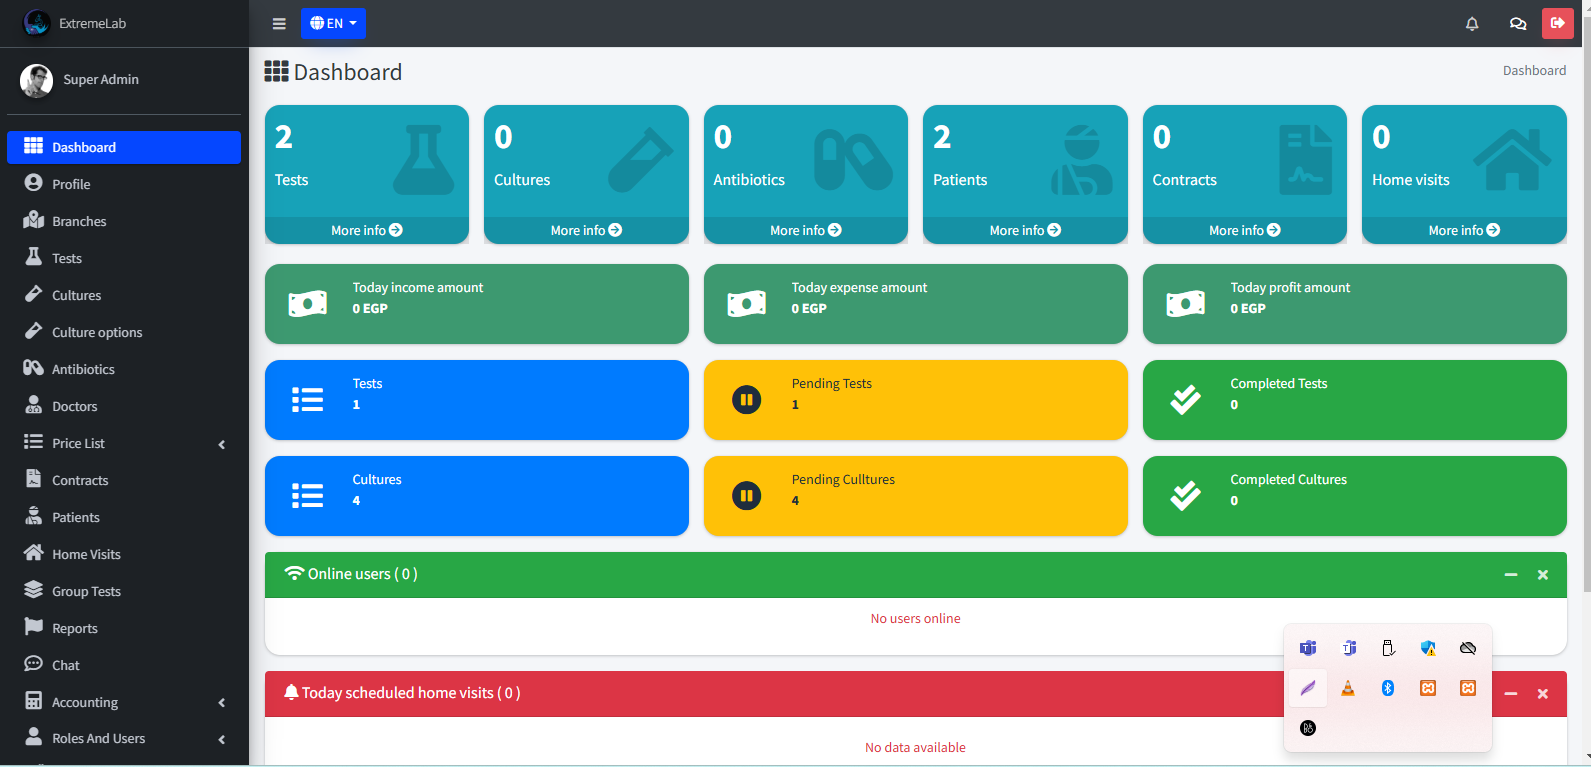 ExtremeLab
EN
Super Admin
Dashboard
Profile
Branches
Tests
Cultures
Culture options
Antibiotics
Doctors
Price List
Contracts
Patients
Home Visits
Group Tests
Reports
Chat
Accounting
Roles And Users
Dashboard
Dashboard
2
Tests
More info
0
Cultures
More info
0
Antibiotics
More info
2
Patients
More info
0
Contracts
More info
0
Home visits
More info
Today income amount
0 EGP
Today expense amount
0 EGP
Today profit amount
0 EGP
Tests
1
Pending Tests
1
Completed Tests
0
Cultures
4
Pending Culltures
4
Completed Cultures
0
Online users ( 0 )
No users online
Today scheduled home visits ( 0 )
No data available